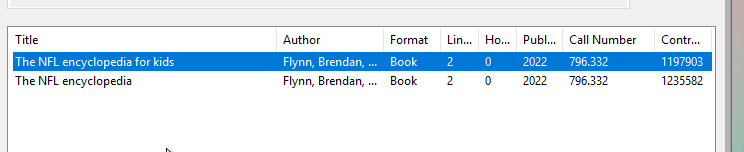 Title Author Format Lin... Ho... Publ... Call Number Contr...
The NFL encyclopedia for kids Flynn, Brendan, ... Book 2 0 2022 796.332 1197903
The NFL encyclopedia Flynn, Brendan, ... Book 2 0 2022 796.332 1235582